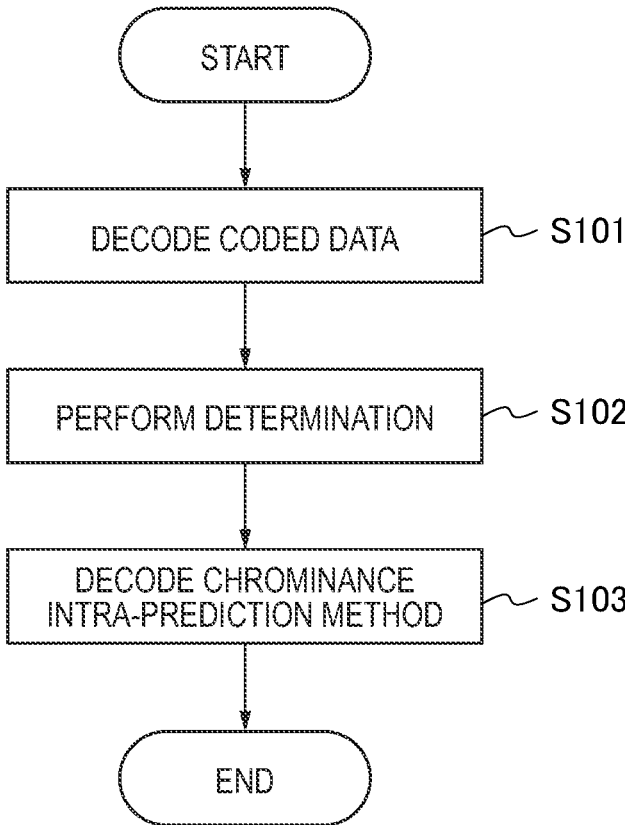 START
DECODE CODED DATA
S101
PERFORM DETERMINATION
S102
DECODE CHROMINANCE
INTRA-PREDICTION METHOD
S103
END